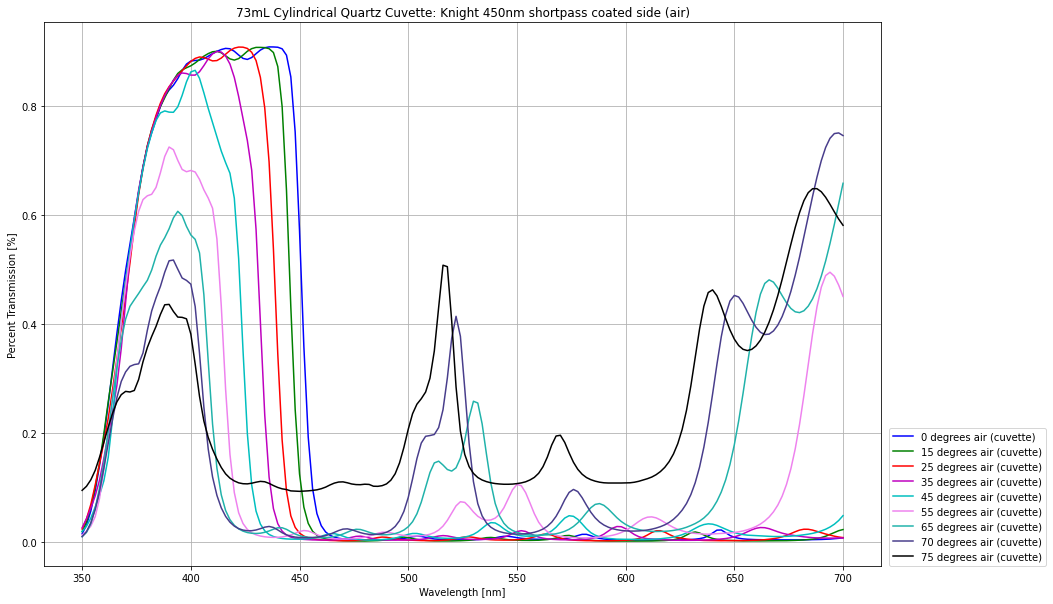 73mL Cylindrical Quartz Cuvette: Knight 450nm shortpass coated side (air)
Percent Transmission [%]
0.8
0.6
0.4
0.2
0.0
350
400
450
500
550
600
650
700
Wavelength [nm]
0 degrees air (cuvette)
15 degrees air (cuvette)
25 degrees air (cuvette)
35 degrees air (cuvette)
45 degrees air (cuvette)
55 degrees air (cuvette)
65 degrees air (cuvette)
70 degrees air (cuvette)
75 degrees air (cuvette)